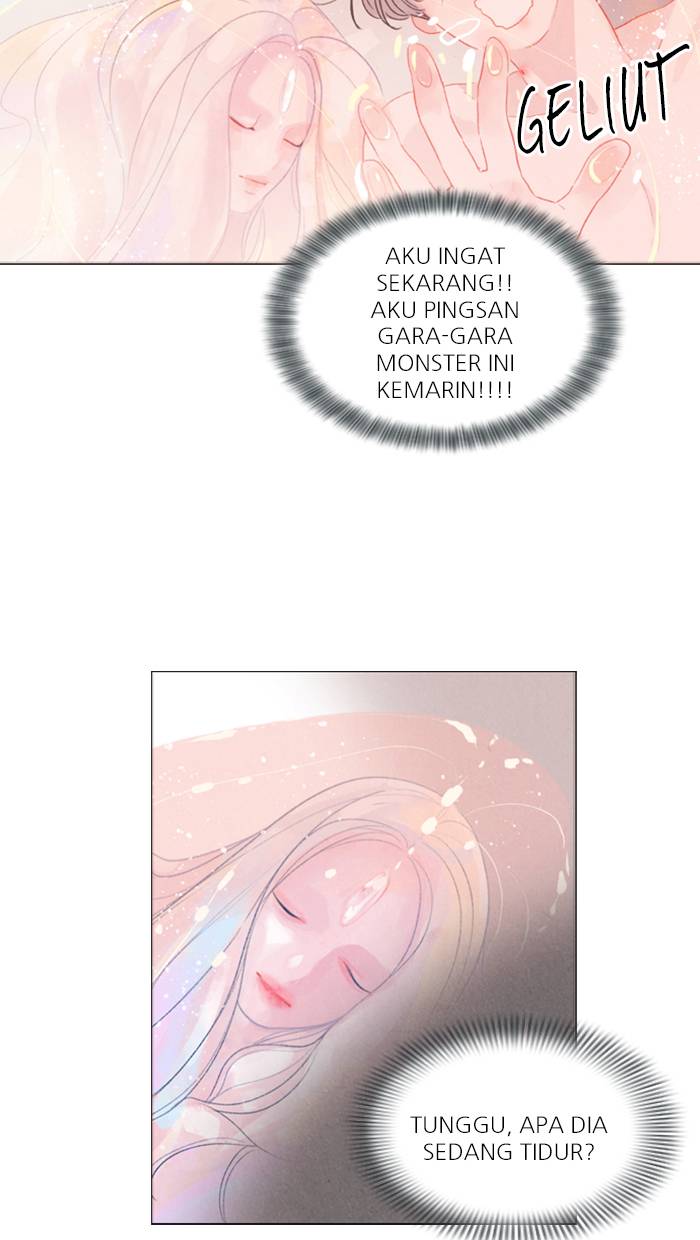 GELIUT
AKU INGAT
SEKARANG!!
AKU PINGSAN
GARA-GARA
MONSTER INI
KEMARIN!!!!
TUNGGU, APA DIA
SEDANG TIDUR?